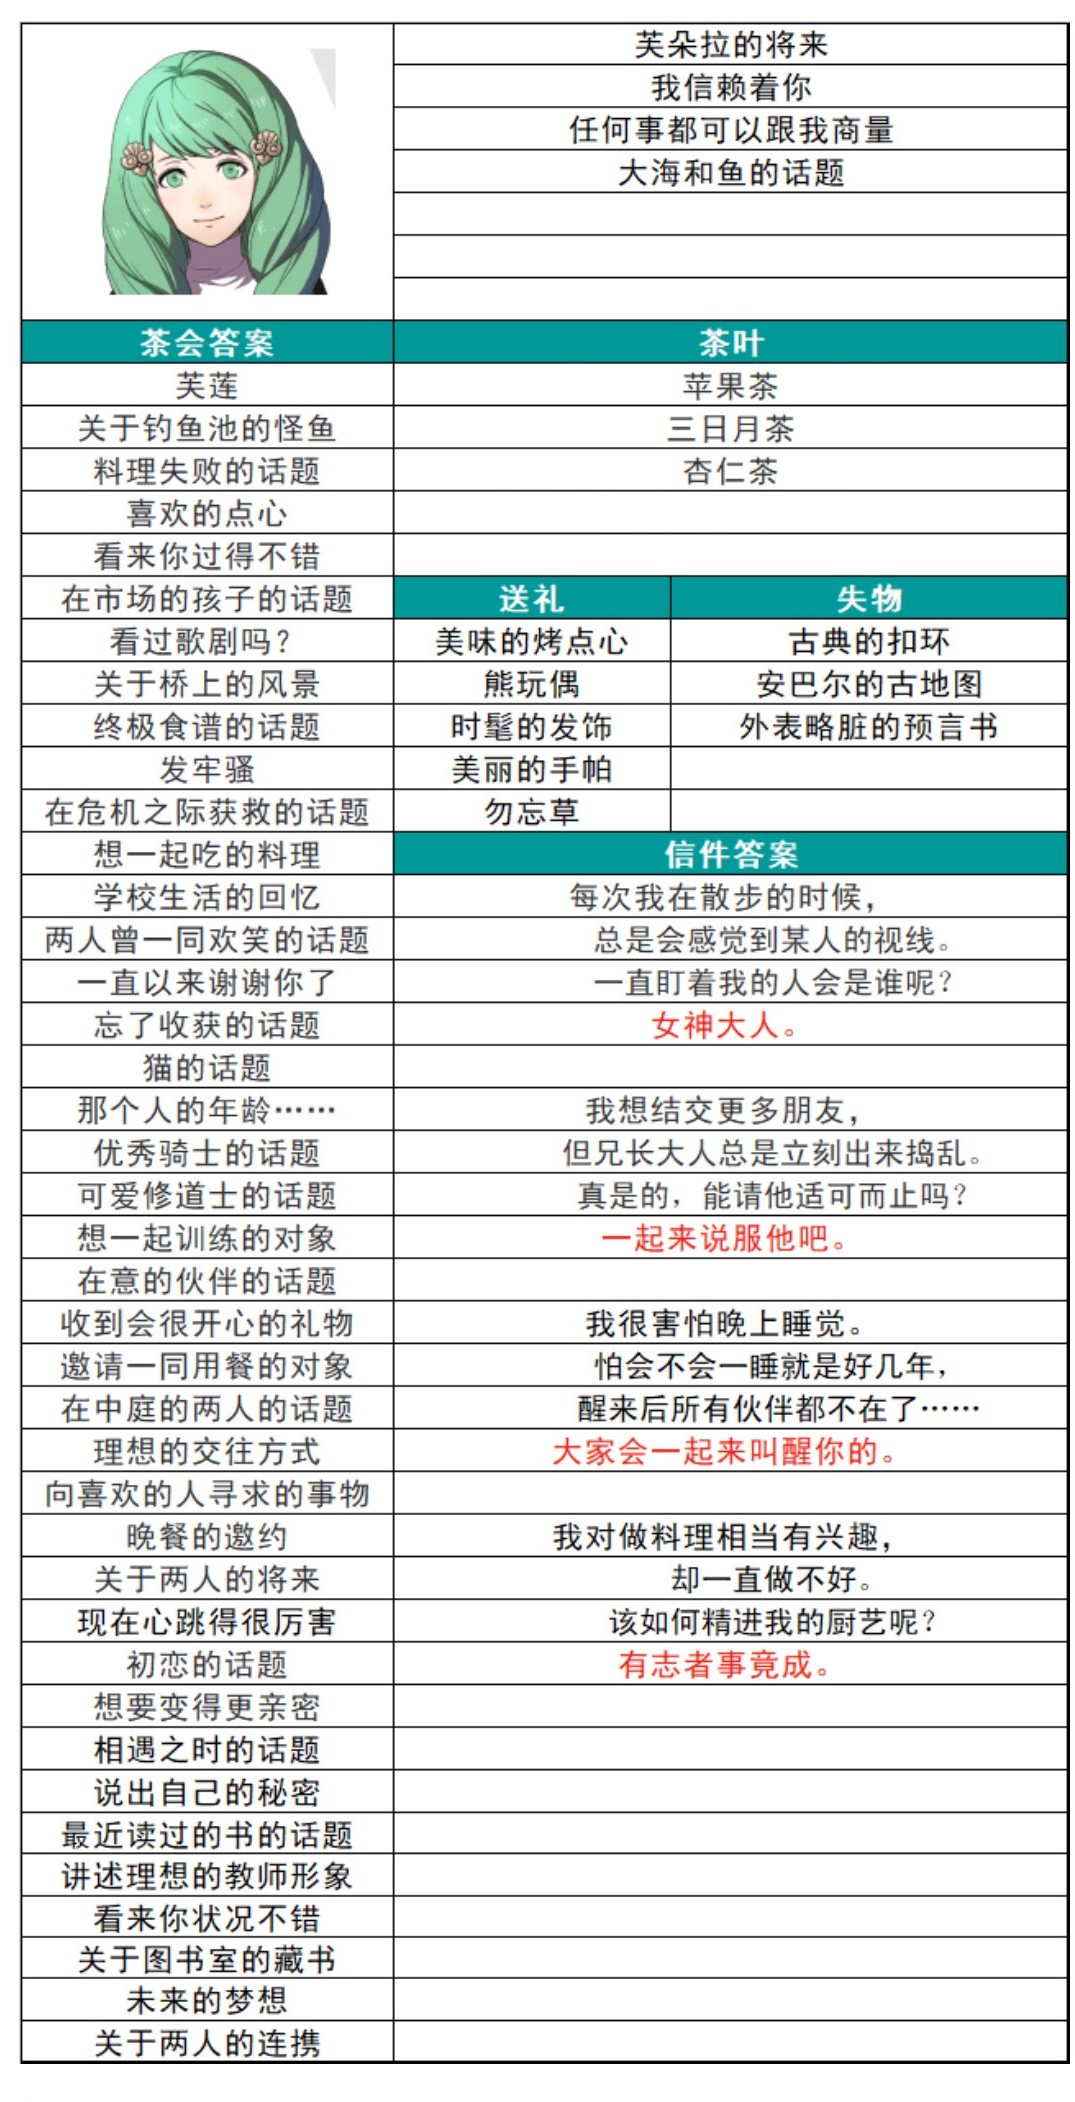 芙朵拉的将来
我信赖着你
任何事都可以跟我商量
大海和鱼的话题
茶会答案 茶叶
芙莲 苹果茶
关于钓鱼池的怪鱼 三日月茶
料理失败的话题 杏仁茶
喜欢的点心
看来你过得不错
在市场的孩子的话题 送礼 失物
看过歌剧吗？ 美味的烤点心 古典的扣环
关于桥上的风景 熊玩偶 安巴尔的古地图
终极食谱的话题 时髦的发饰 外表略脏的预言书
发牢骚 美丽的手帕
在危机之际获救的话题 勿忘草
想一起吃的料理 信件答案
学校生活的回忆 每次我在散步的时候，
两人曾一同欢笑的话题 总是会感觉到某人的视线。
一直以来谢谢你了 一直盯着我的人会是谁呢？
忘了收获的话题 女神大人。
猫的话题
那个人的年龄…… 我想结交更多朋友，
优秀骑士的话题 但兄长大人总是立刻出来捣乱。
可爱修道士的话题 真是的，能请他适可而止吗？
想一起训练的对象 一起来说服他吧。
在意的伙伴的话题
收到会很开心的礼物 我很害怕晚上睡觉。
邀请一同用餐的对象 怕会不会一睡就是好几年，
在中庭的两人的话题 醒来后所有伙伴都不在了……
理想的交往方式 大家会一起来叫醒你的。
向喜欢的人寻求的事物
晚餐的邀约 我对做料理相当有兴趣，
关于两人的将来 却一直做不好。
现在心跳得很厉害 该如何精进我的厨艺呢？
初恋的话题 有志者事竟成。
想要变得更亲密
相遇之时的话题
说出自己的秘密
最近读过的书的话题
讲述理想的教师形象
看来你状况不错
关于图书室的藏书
未来的梦想
关于两人的连携